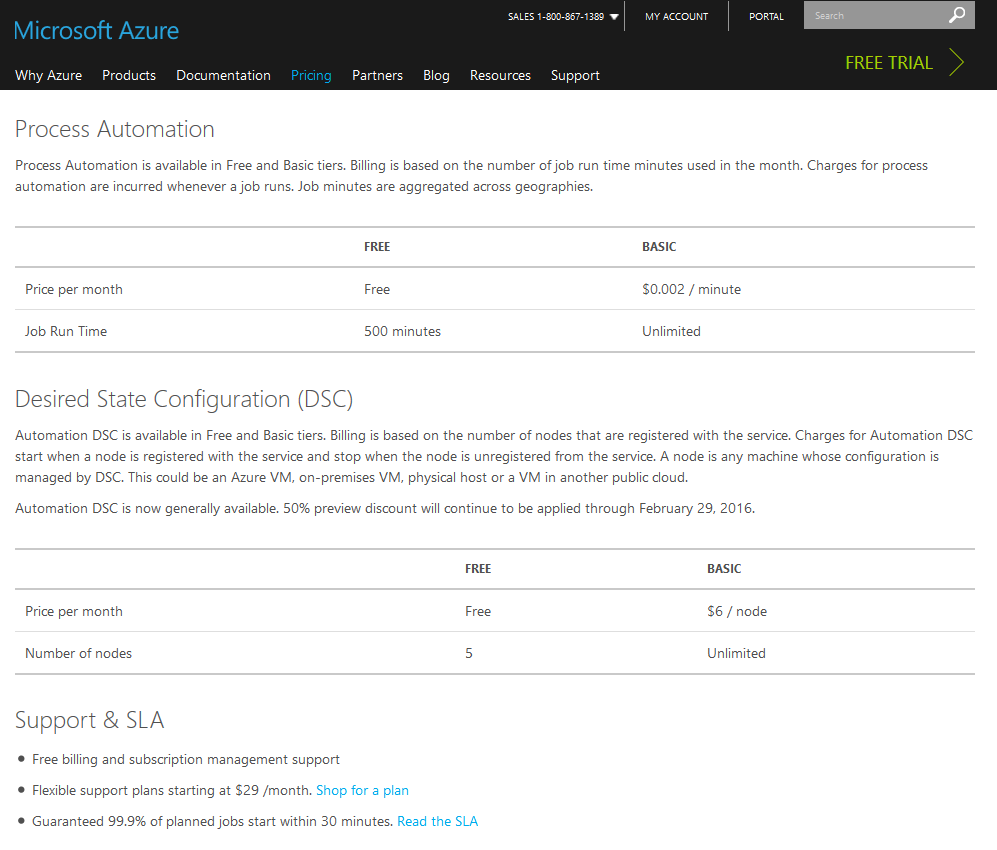 SALES 1-800-867-1389
MY ACCOUNT
PORTAL
Search
Microsoft Azure
FREE TRIAL
Why Azure Products Documentation Pricing Partners Blog Resources Support
Process Automation
Process Automation is available in Free and Basic tiers. Billing is based on the number of job run time minutes used in the month. Charges for process
automation are incurred whenever a job runs. Job minutes are aggregated across geographies.
FREE BASIC
Price per month Free $0.002 / minute
Job Run Time 500 minutes Unlimited
Desired State Configuration (DSC)
Automation DSC is available in Free and Basic tiers. Billing is based on the number of nodes that are registered with the service. Charges for Automation DSC
start when a node is registered with the service and stop when the node is unregistered from the service. A node is any machine whose configuration is
managed by DSC. This could be an Azure VM, on-premises VM, physical host or a VM in another public cloud.
Automation DSC is now generally available. 50% preview discount will continue to be applied through February 29, 2016.
FREE BASIC
Price per month Free $6 / node
Number of nodes 5 Unlimited
Support & SLA
• Free billing and subscription management support
• Flexible support plans starting at $29 /month. Shop for a plan
• Guaranteed 99.9% of planned jobs start within 30 minutes. Read the SLA